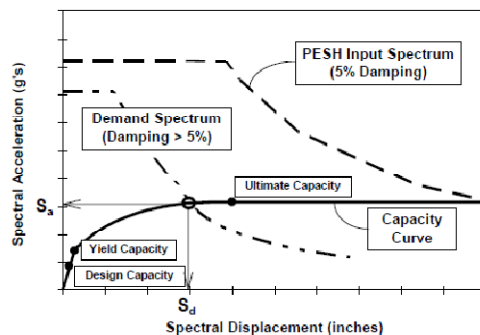 PESH Input Spectrum
(5% Damping)
Demand Spectrum
(Damping > 5%)
Ultimate Capacity
Sa
Capacity
Curve
Yield Capacity
Design Capacity
Sd
Spectral Displacement (inches)
Spectral Acceleration (g's)